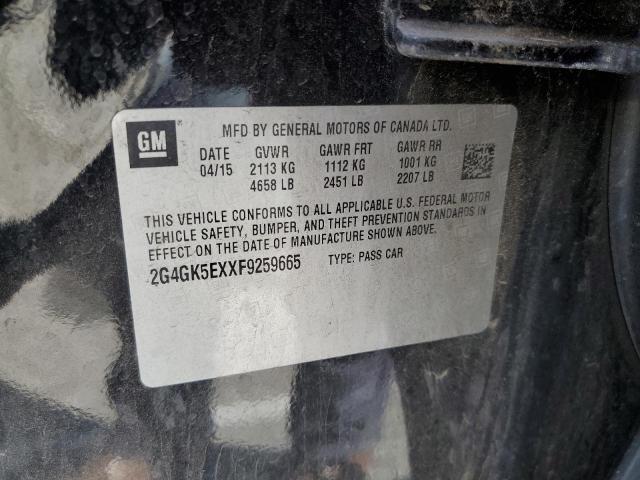 GM
MFD BY GENERAL MOTORS OF CANADA LTD.
DATE GVWR GAWR FRT GAWR RR
04/15 2113 KG 1112 KG 1001 KG
4658 LB 2451 LB 2207 LB
THIS VEHICLE CONFORMS TO ALL APPLICABLE U.S. FEDERAL MOTOR
VEHICLE SAFETY, BUMPER, AND THEFT PREVENTION STANDARDS IN
EFFECT ON THE DATE OF MANUFACTURE SHOWN ABOVE.
2G4GK5EXXF9259665 TYPE: PASS CAR